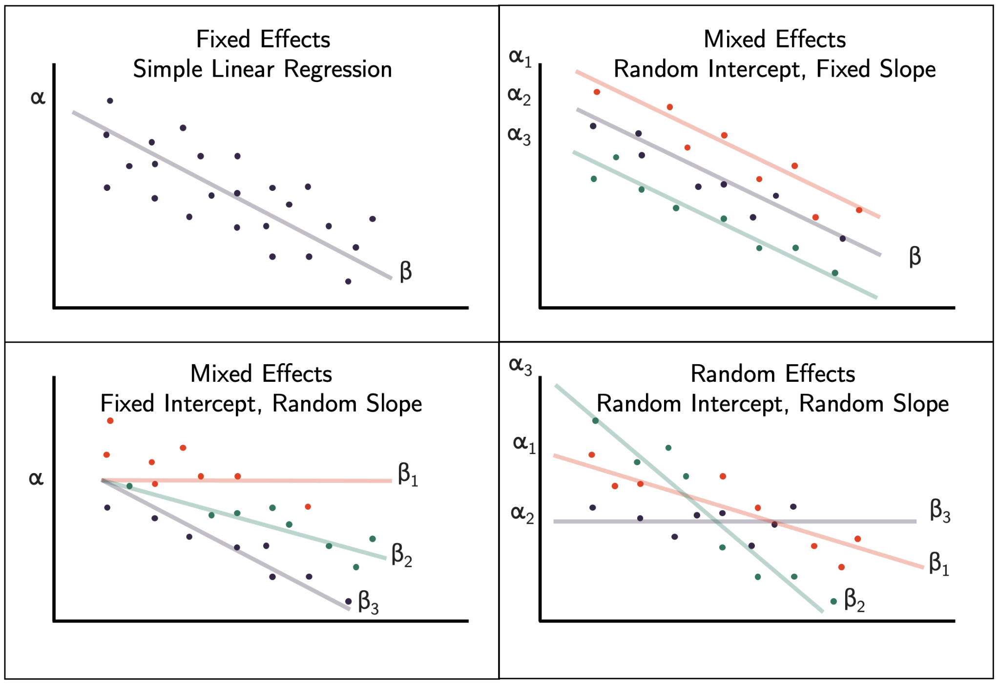 Fixed Effects
Simple Linear Regression
α
β
Mixed Effects
Random Intercept, Fixed Slope
α₁
α₂
α₃
β
Mixed Effects
Fixed Intercept, Random Slope
α
β₁
β₂
β₃
Random Effects
Random Intercept, Random Slope
α₃
α₁
α₂
β₃
β₁
β₂